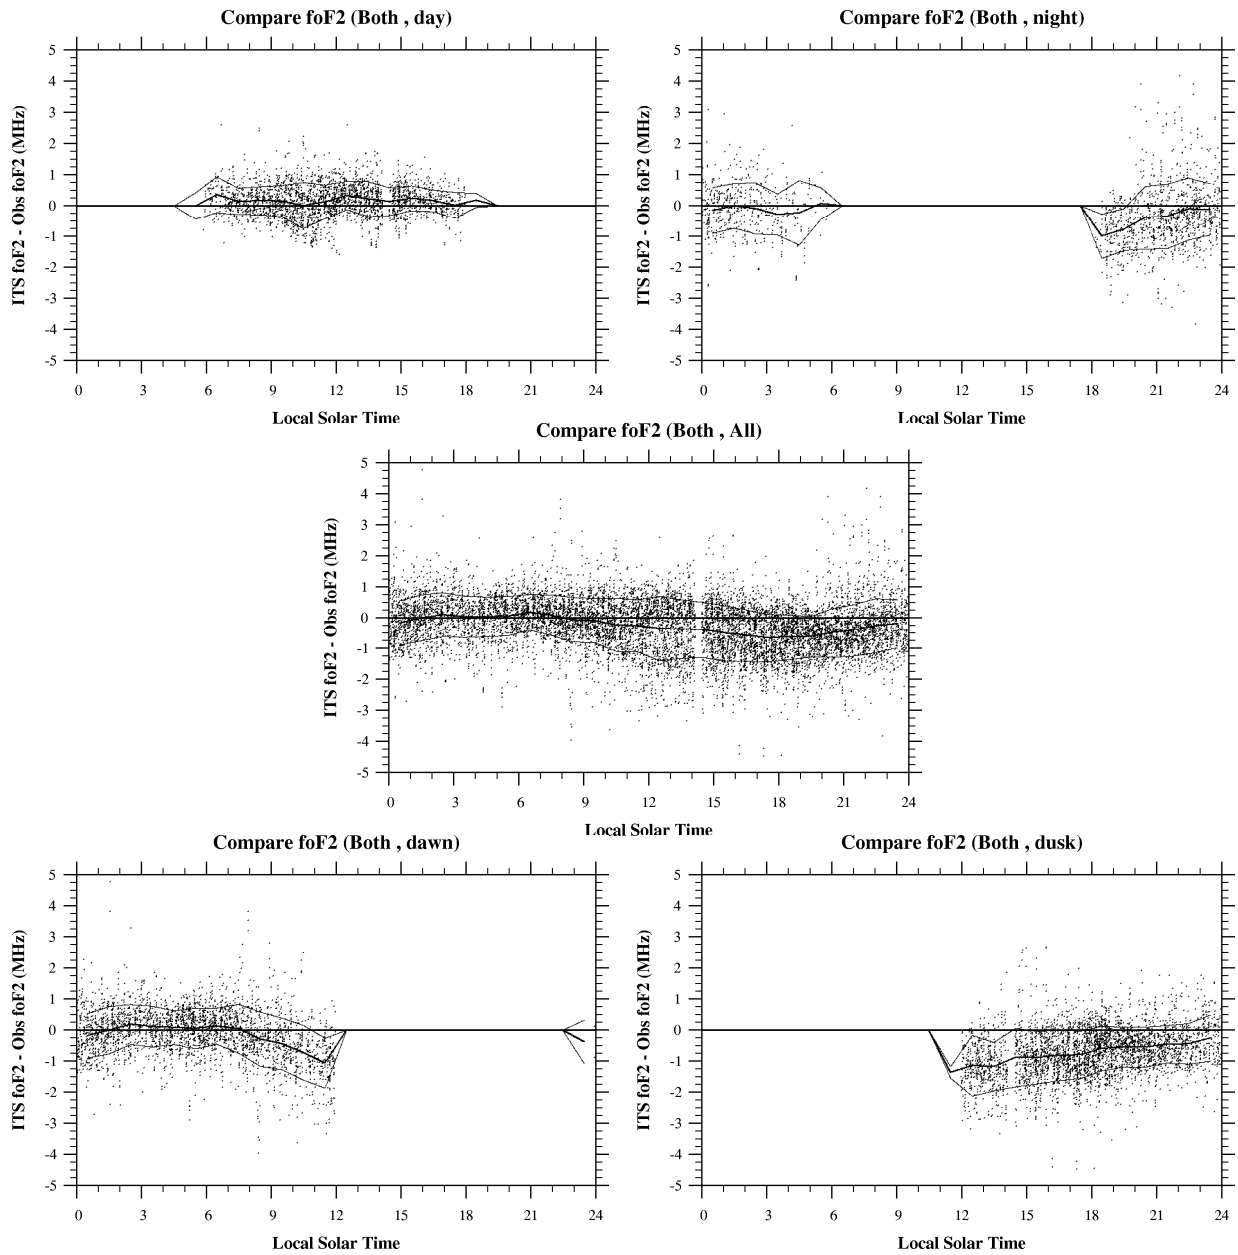 Compare foF2 (Both , day)
5
4
3
2
1
0
-1
-2
-3
-4
-5
ITS foF2 - Obs foF2 (MHz)
0 3 6 9 12 15 18 21 24
Local Solar Time
Compare foF2 (Both , night)
5
4
3
2
1
0
-1
-2
-3
-4
-5
ITS foF2 - Obs foF2 (MHz)
0 3 6 9 12 15 18 21 24
Local Solar Time
Compare foF2 (Both , All)
5
4
3
2
1
0
-1
-2
-3
-4
-5
ITS foF2 - Obs foF2 (MHz)
0 3 6 9 12 15 18 21 24
Local Solar Time
Compare foF2 (Both , dawn)
5
4
3
2
1
0
-1
-2
-3
-4
-5
ITS foF2 - Obs foF2 (MHz)
0 3 6 9 12 15 18 21 24
Local Solar Time
Compare foF2 (Both , dusk)
5
4
3
2
1
0
-1
-2
-3
-4
-5
ITS foF2 - Obs foF2 (MHz)
0 3 6 9 12 15 18 21 24
Local Solar Time